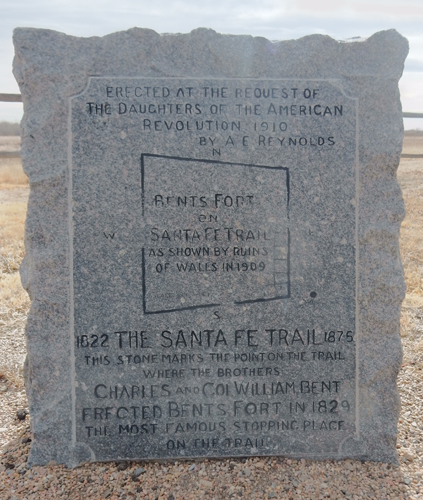 ERECTED AT THE REQUEST OF
THE DAUGHTERS OF THE AMERICAN
REVOLUTION 1910
BY A E REYNOLDS
N
BENTS FORT
ON
W SANTA FE TRAIL
AS SHOWN BY RUINS
OF WALLS IN 1909
S
1822 THE SANTA FE TRAIL 1875
THIS STONE MARKS THE POINT ON THE TRAIL
WHERE THE BROTHERS
CHARLES AND COL WILLIAM BENT
ERECTED BENTS FORT IN 1829
THE MOST FAMOUS STOPPING PLACE
ON THE TRAIL